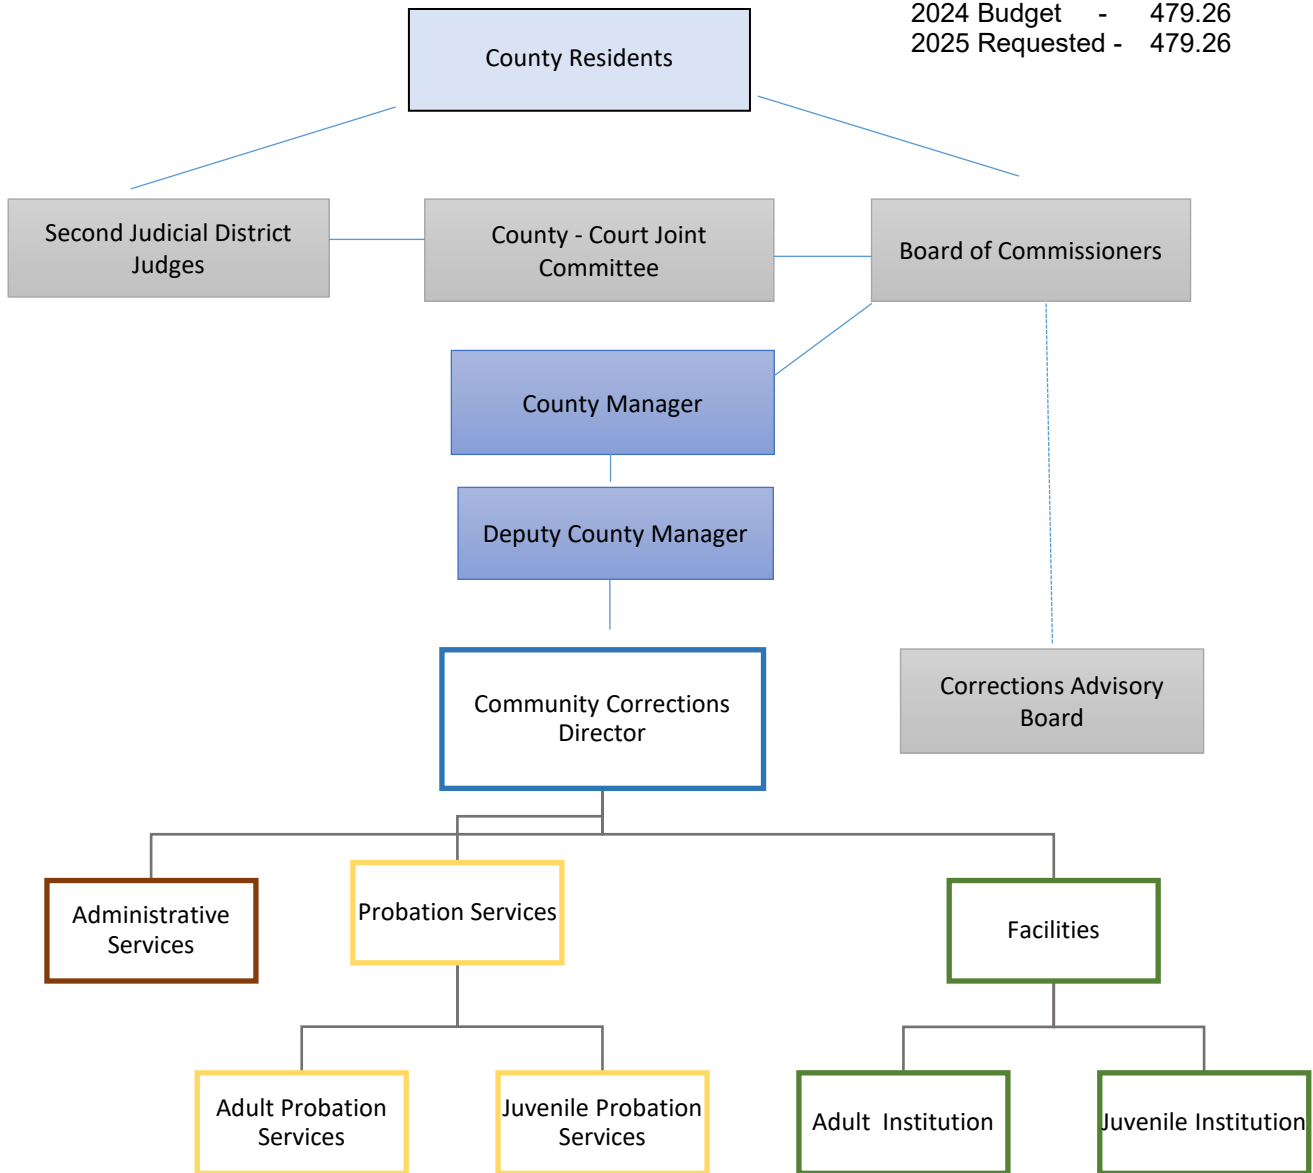 2024 Budget - 479.26
2025 Requested - 479.26
County Residents
Second Judicial District
Judges
County - Court Joint
Committee
Board of Commissioners
County Manager
Deputy County Manager
Community Corrections
Director
Corrections Advisory
Board
Administrative
Services
Probation Services
Facilities
Adult Probation
Services
Juvenile Probation
Services
Adult Institution
Juvenile Institution